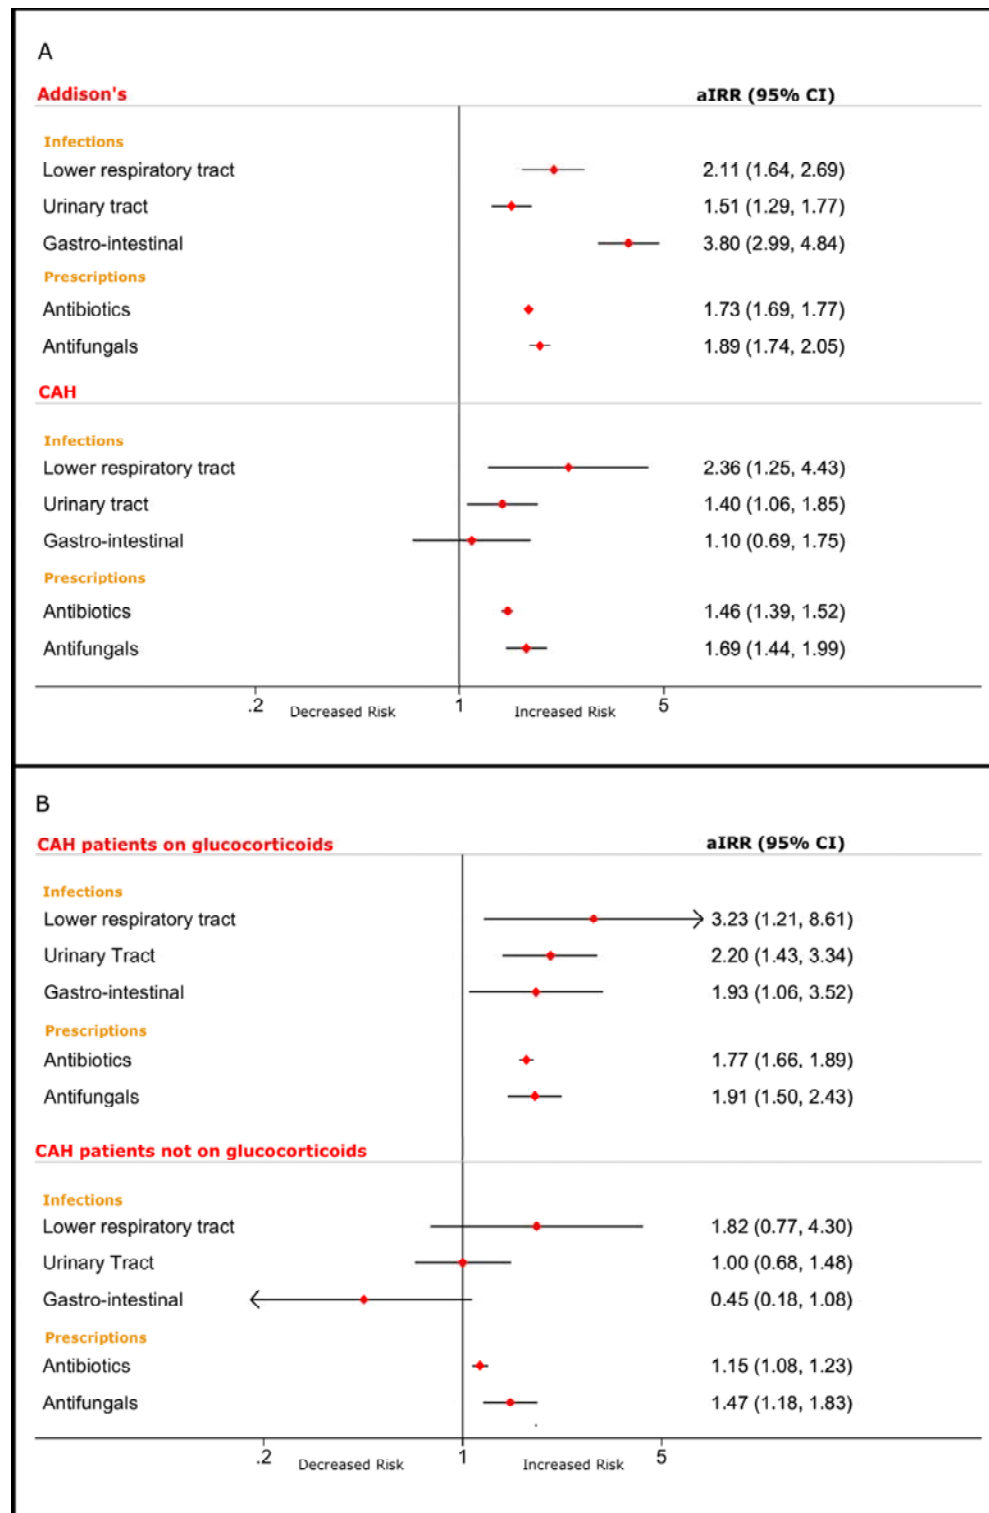 A
Addison's aIRR (95% CI)
Infections
Lower respiratory tract 2.11 (1.64, 2.69)
Urinary tract 1.51 (1.29, 1.77)
Gastro-intestinal 3.80 (2.99, 4.84)
Prescriptions
Antibiotics 1.73 (1.69, 1.77)
Antifungals 1.89 (1.74, 2.05)
CAH
Infections
Lower respiratory tract 2.36 (1.25, 4.43)
Urinary tract 1.40 (1.06, 1.85)
Gastro-intestinal 1.10 (0.69, 1.75)
Prescriptions
Antibiotics 1.46 (1.39, 1.52)
Antifungals 1.69 (1.44, 1.99)
.2 Decreased Risk 1 Increased Risk 5
B
CAH patients on glucocorticoids aIRR (95% CI)
Infections
Lower respiratory tract 3.23 (1.21, 8.61)
Urinary Tract 2.20 (1.43, 3.34)
Gastro-intestinal 1.93 (1.06, 3.52)
Prescriptions
Antibiotics 1.77 (1.66, 1.89)
Antifungals 1.91 (1.50, 2.43)
CAH patients not on glucocorticoids
Infections
Lower respiratory tract 1.82 (0.77, 4.30)
Urinary Tract 1.00 (0.68, 1.48)
Gastro-intestinal 0.45 (0.18, 1.08)
Prescriptions
Antibiotics 1.15 (1.08, 1.23)
Antifungals 1.47 (1.18, 1.83)
.2 Decreased Risk 1 Increased Risk 5